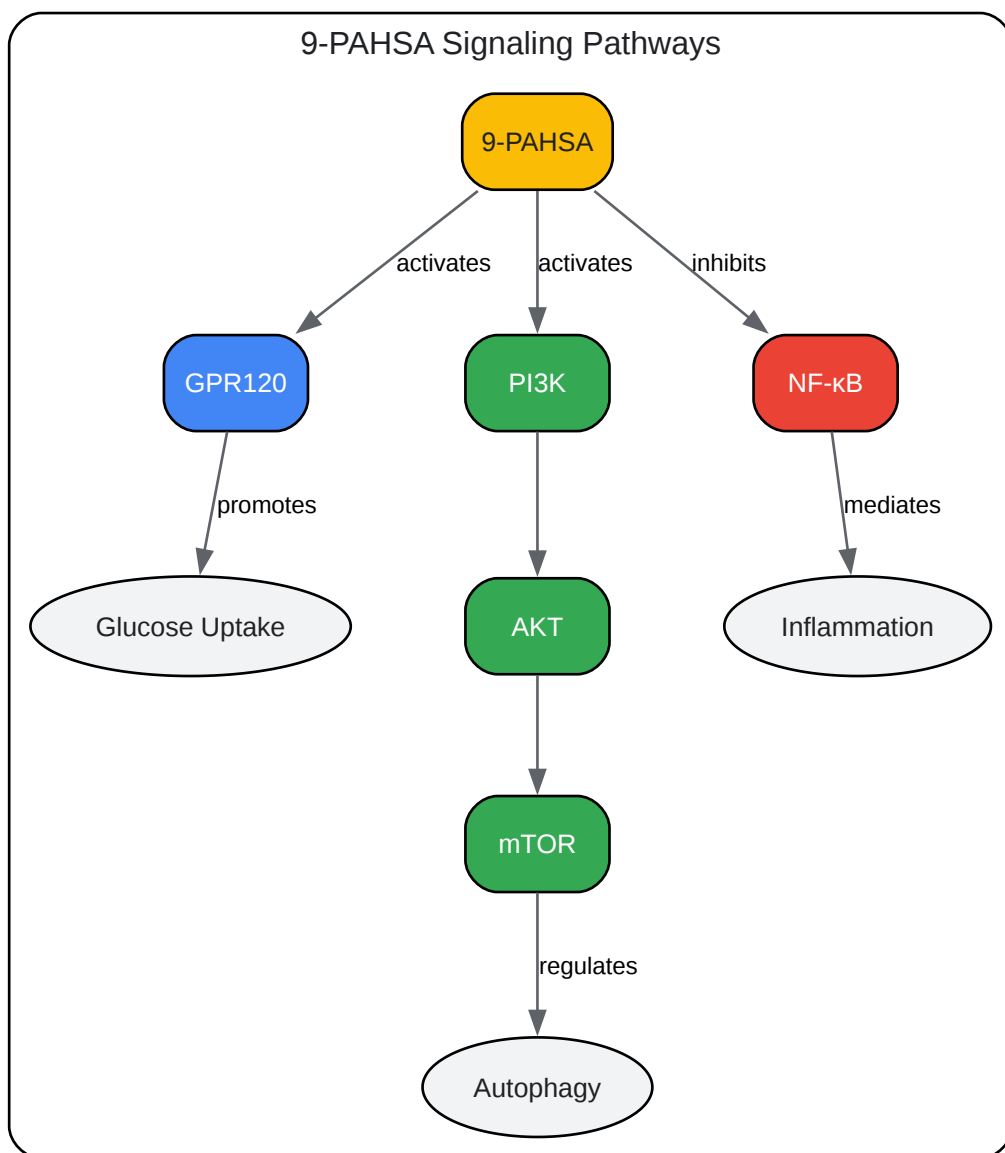 9-PAHSA Signaling Pathways
9-PAHSA
activates
activates
inhibits
GPR120
PI3K
NF-κB
promotes
mediates
Glucose Uptake
AKT
Inflammation
mTOR
regulates
Autophagy